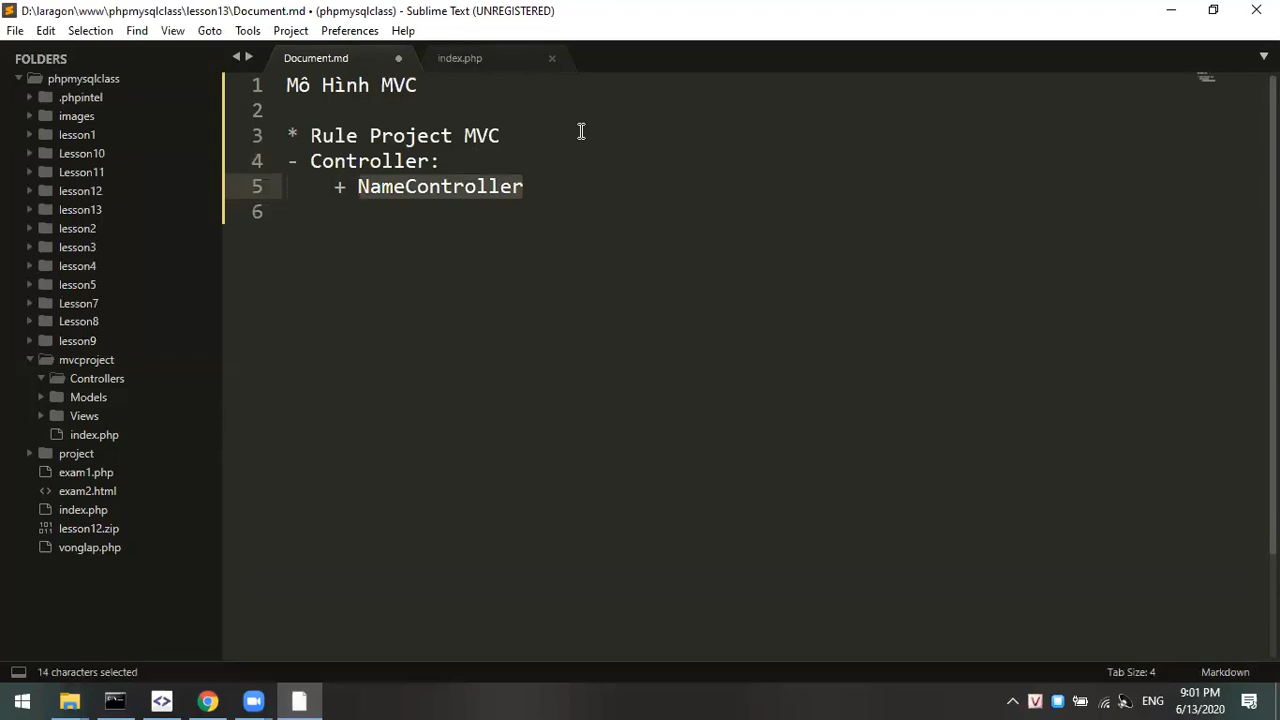 D:\laragon\www\phpmysqlclass\lesson13\Document.md • (phpmysqlclass) - Sublime Text (UNREGISTERED)
File Edit Selection Find View Goto Tools Project Preferences Help
FOLDERS
phpmysqlclass
.phpintel
images
lesson1
Lesson10
Lesson11
lesson12
lesson13
lesson2
lesson3
lesson4
lesson5
Lesson7
Lesson8
lesson9
mvcproject
Controllers
Models
Views
index.php
project
exam1.php
exam2.html
index.php
lesson12.zip
vonglap.php
Document.md index.php
1 Mô Hình MVC
2
3 * Rule Project MVC
4 - Controller:
5 + NameController
6
14 characters selected Tab Size: 4 Markdown
ENG 9:01 PM
6/13/2020